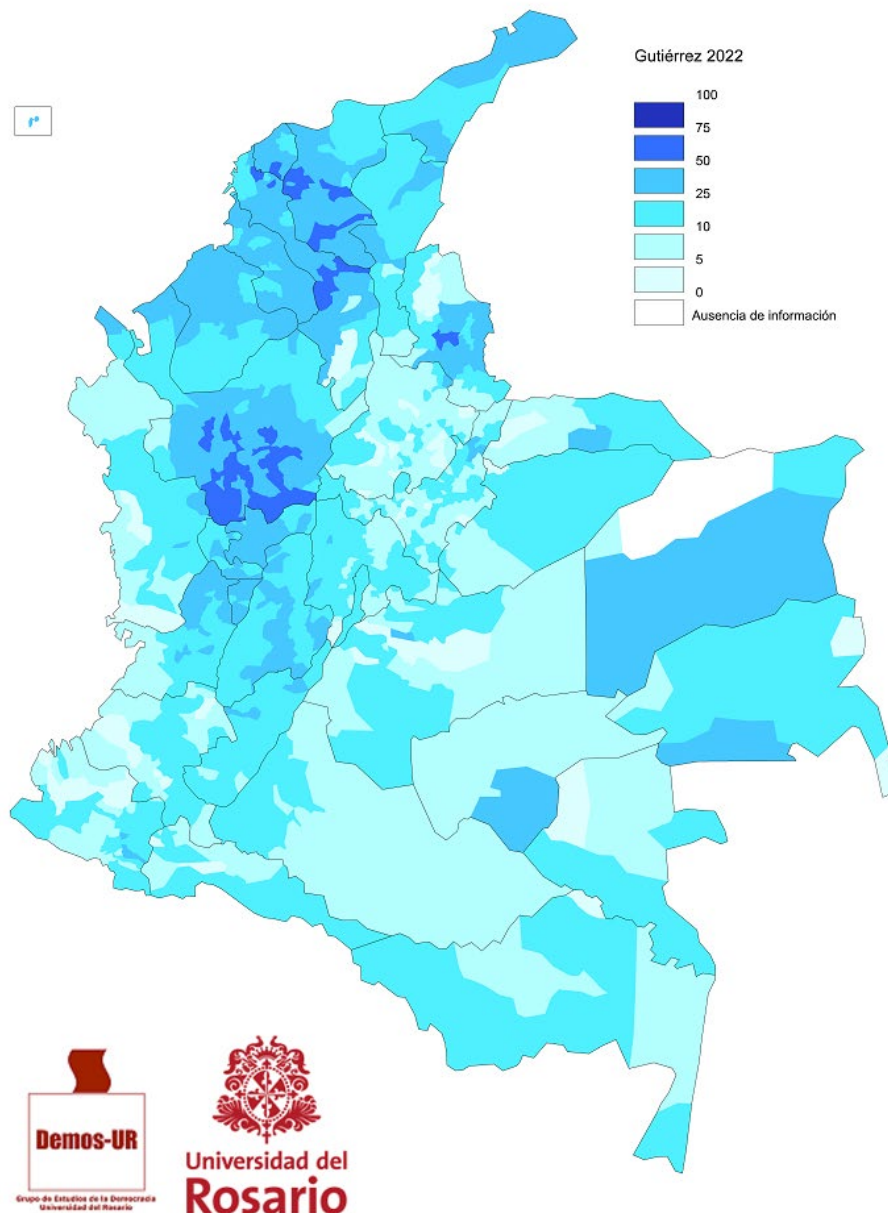 Gutiérrez 2022
100
75
50
25
10
5
0
Ausencia de información
Demos-UR
Grupo de Estudios de la Democracia
Universidad del Rosario
Universidad del
Rosario